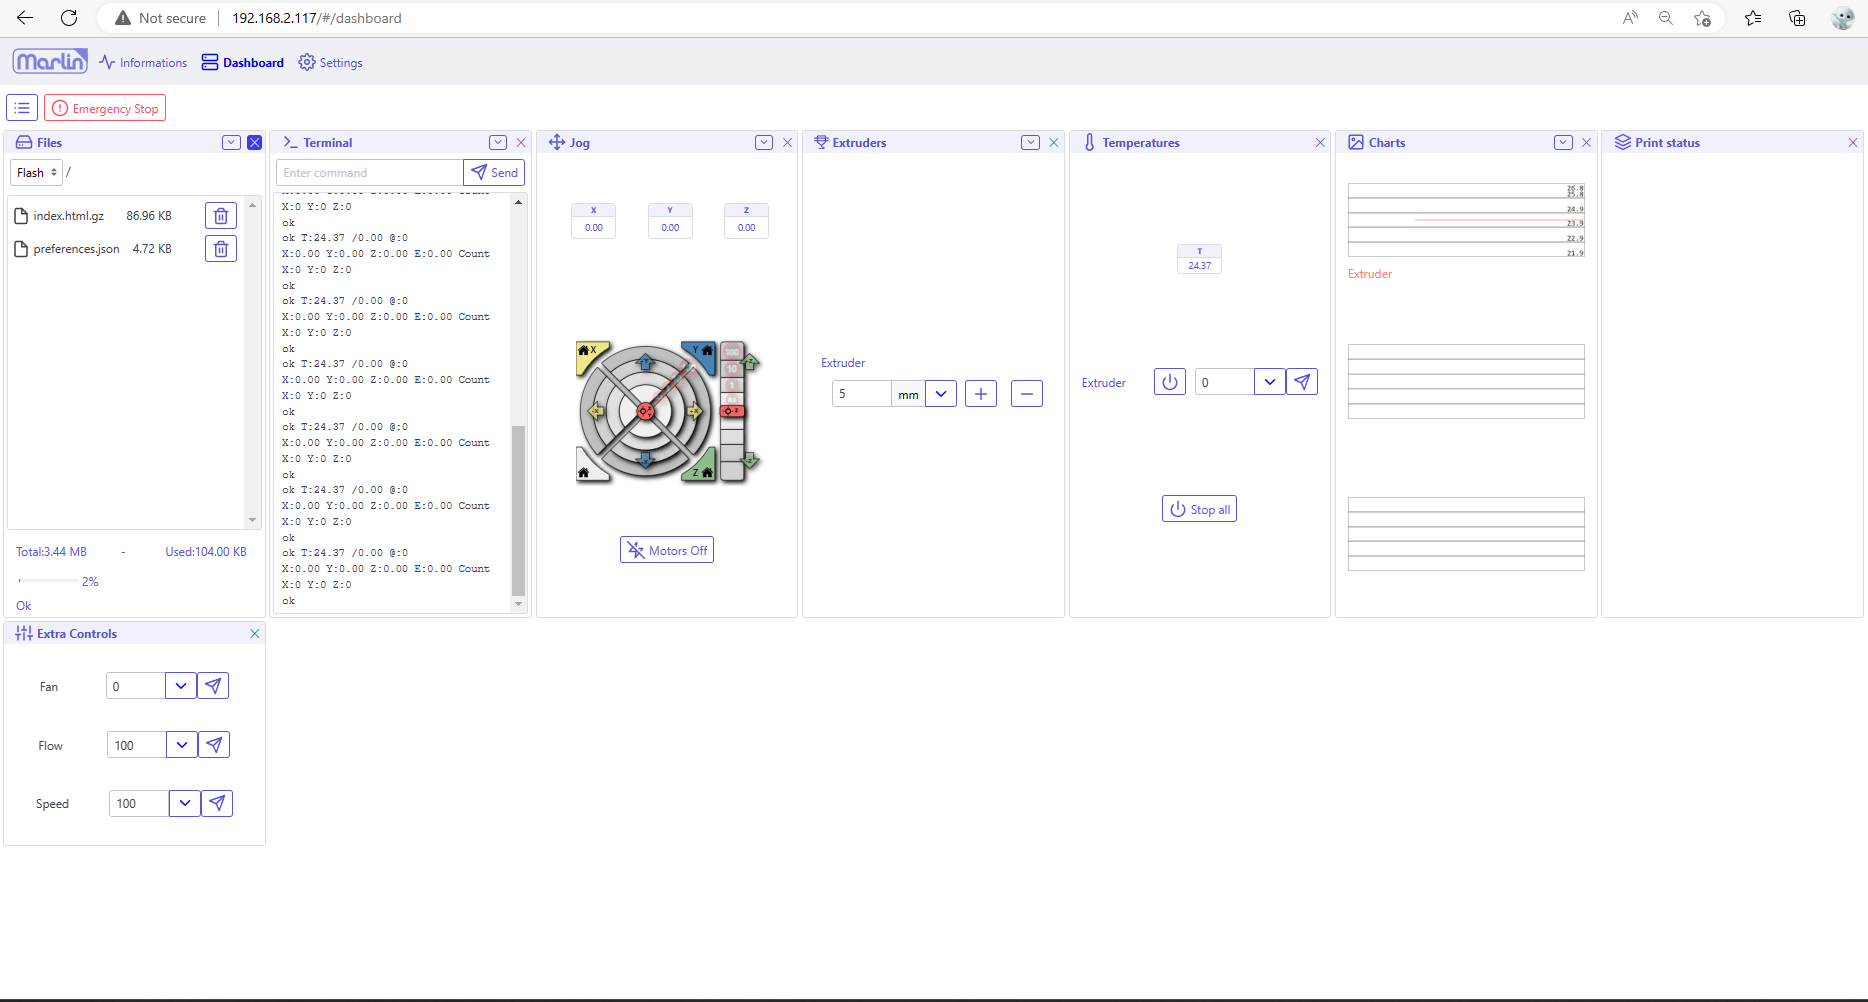 Not secure
192.168.2.117/#/dashboard
Marlin
Informations
Dashboard
Settings
Emergency Stop
Files
Flash
/
index.html.gz 86.96 KB
preferences.json 4.72 KB
Total:3.44 MB - Used:104.00 KB
2%
Ok
Terminal
Enter command
Send
X:0 Y:0 Z:0
ok
ok T:24.37 /0.00 @:0
X:0.00 Y:0.00 Z:0.00 E:0.00 Count
X:0 Y:0 Z:0
ok
ok T:24.37 /0.00 @:0
X:0.00 Y:0.00 Z:0.00 E:0.00 Count
X:0 Y:0 Z:0
ok
ok T:24.37 /0.00 @:0
X:0.00 Y:0.00 Z:0.00 E:0.00 Count
X:0 Y:0 Z:0
ok
ok T:24.37 /0.00 @:0
X:0.00 Y:0.00 Z:0.00 E:0.00 Count
X:0 Y:0 Z:0
ok
ok T:24.37 /0.00 @:0
X:0.00 Y:0.00 Z:0.00 E:0.00 Count
X:0 Y:0 Z:0
ok
ok T:24.37 /0.00 @:0
X:0.00 Y:0.00 Z:0.00 E:0.00 Count
X:0 Y:0 Z:0
ok
Jog
X Y Z
0.00 0.00 0.00
X
Y
100
10
1
Z
Motors Off
Extruders
Extruder
5 mm
Temperatures
T
24.37
Extruder
0
Stop all
Charts
26.8
25.8
24.9
23.9
22.9
21.9
Extruder
Print status
Extra Controls
Fan 0
Flow 100
Speed 100